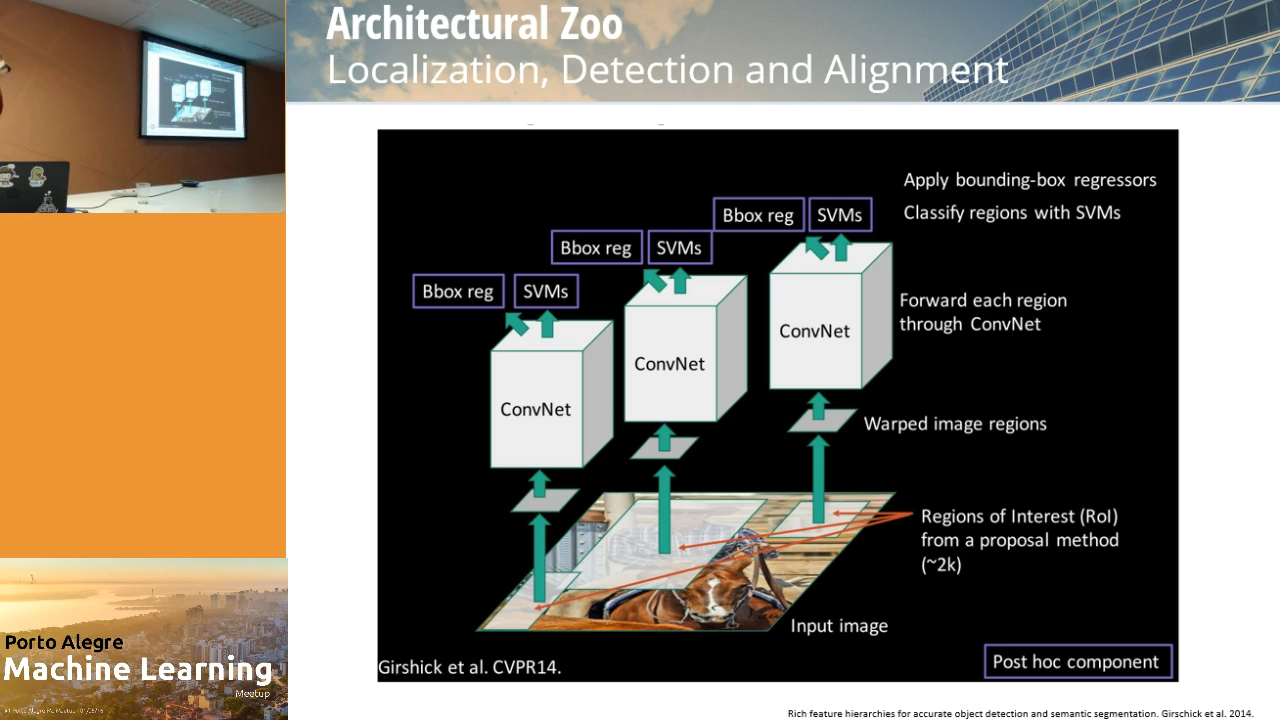 Architectural Zoo
Localization, Detection and Alignment
Apply bounding-box regressors
Bbox reg
SVMs
Classify regions with SVMs
Bbox reg
SVMs
Bbox reg
SVMs
Forward each region
through ConvNet
ConvNet
ConvNet
ConvNet
Warped image regions
Regions of Interest (RoI)
from a proposal method
(~2k)
Input image
Post hoc component
Girshick et al. CVPR14.
Rich feature hierarchies for accurate object detection and semantic segmentation. Girschick et al. 2014.
Porto Alegre
Machine Learning
Meetup